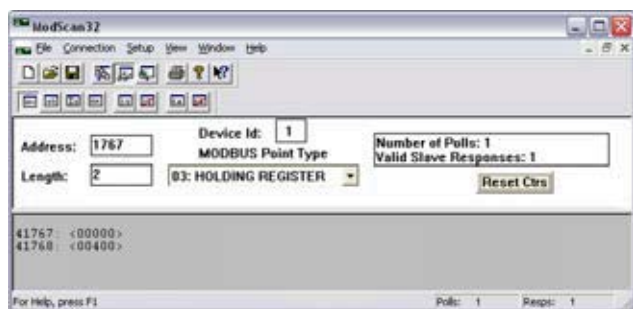 ModScan32
File Connection Setup View Window Help
Address: 1767
Device Id: 1
MODBUS Point Type
Length: 2
03: HOLDING REGISTER
Number of Polls: 1
Valid Slave Responses: 1
Reset Ctrs
41767: <00000>
41768: <00400>
For Help, press F1
Polls: 1
Resps: 1